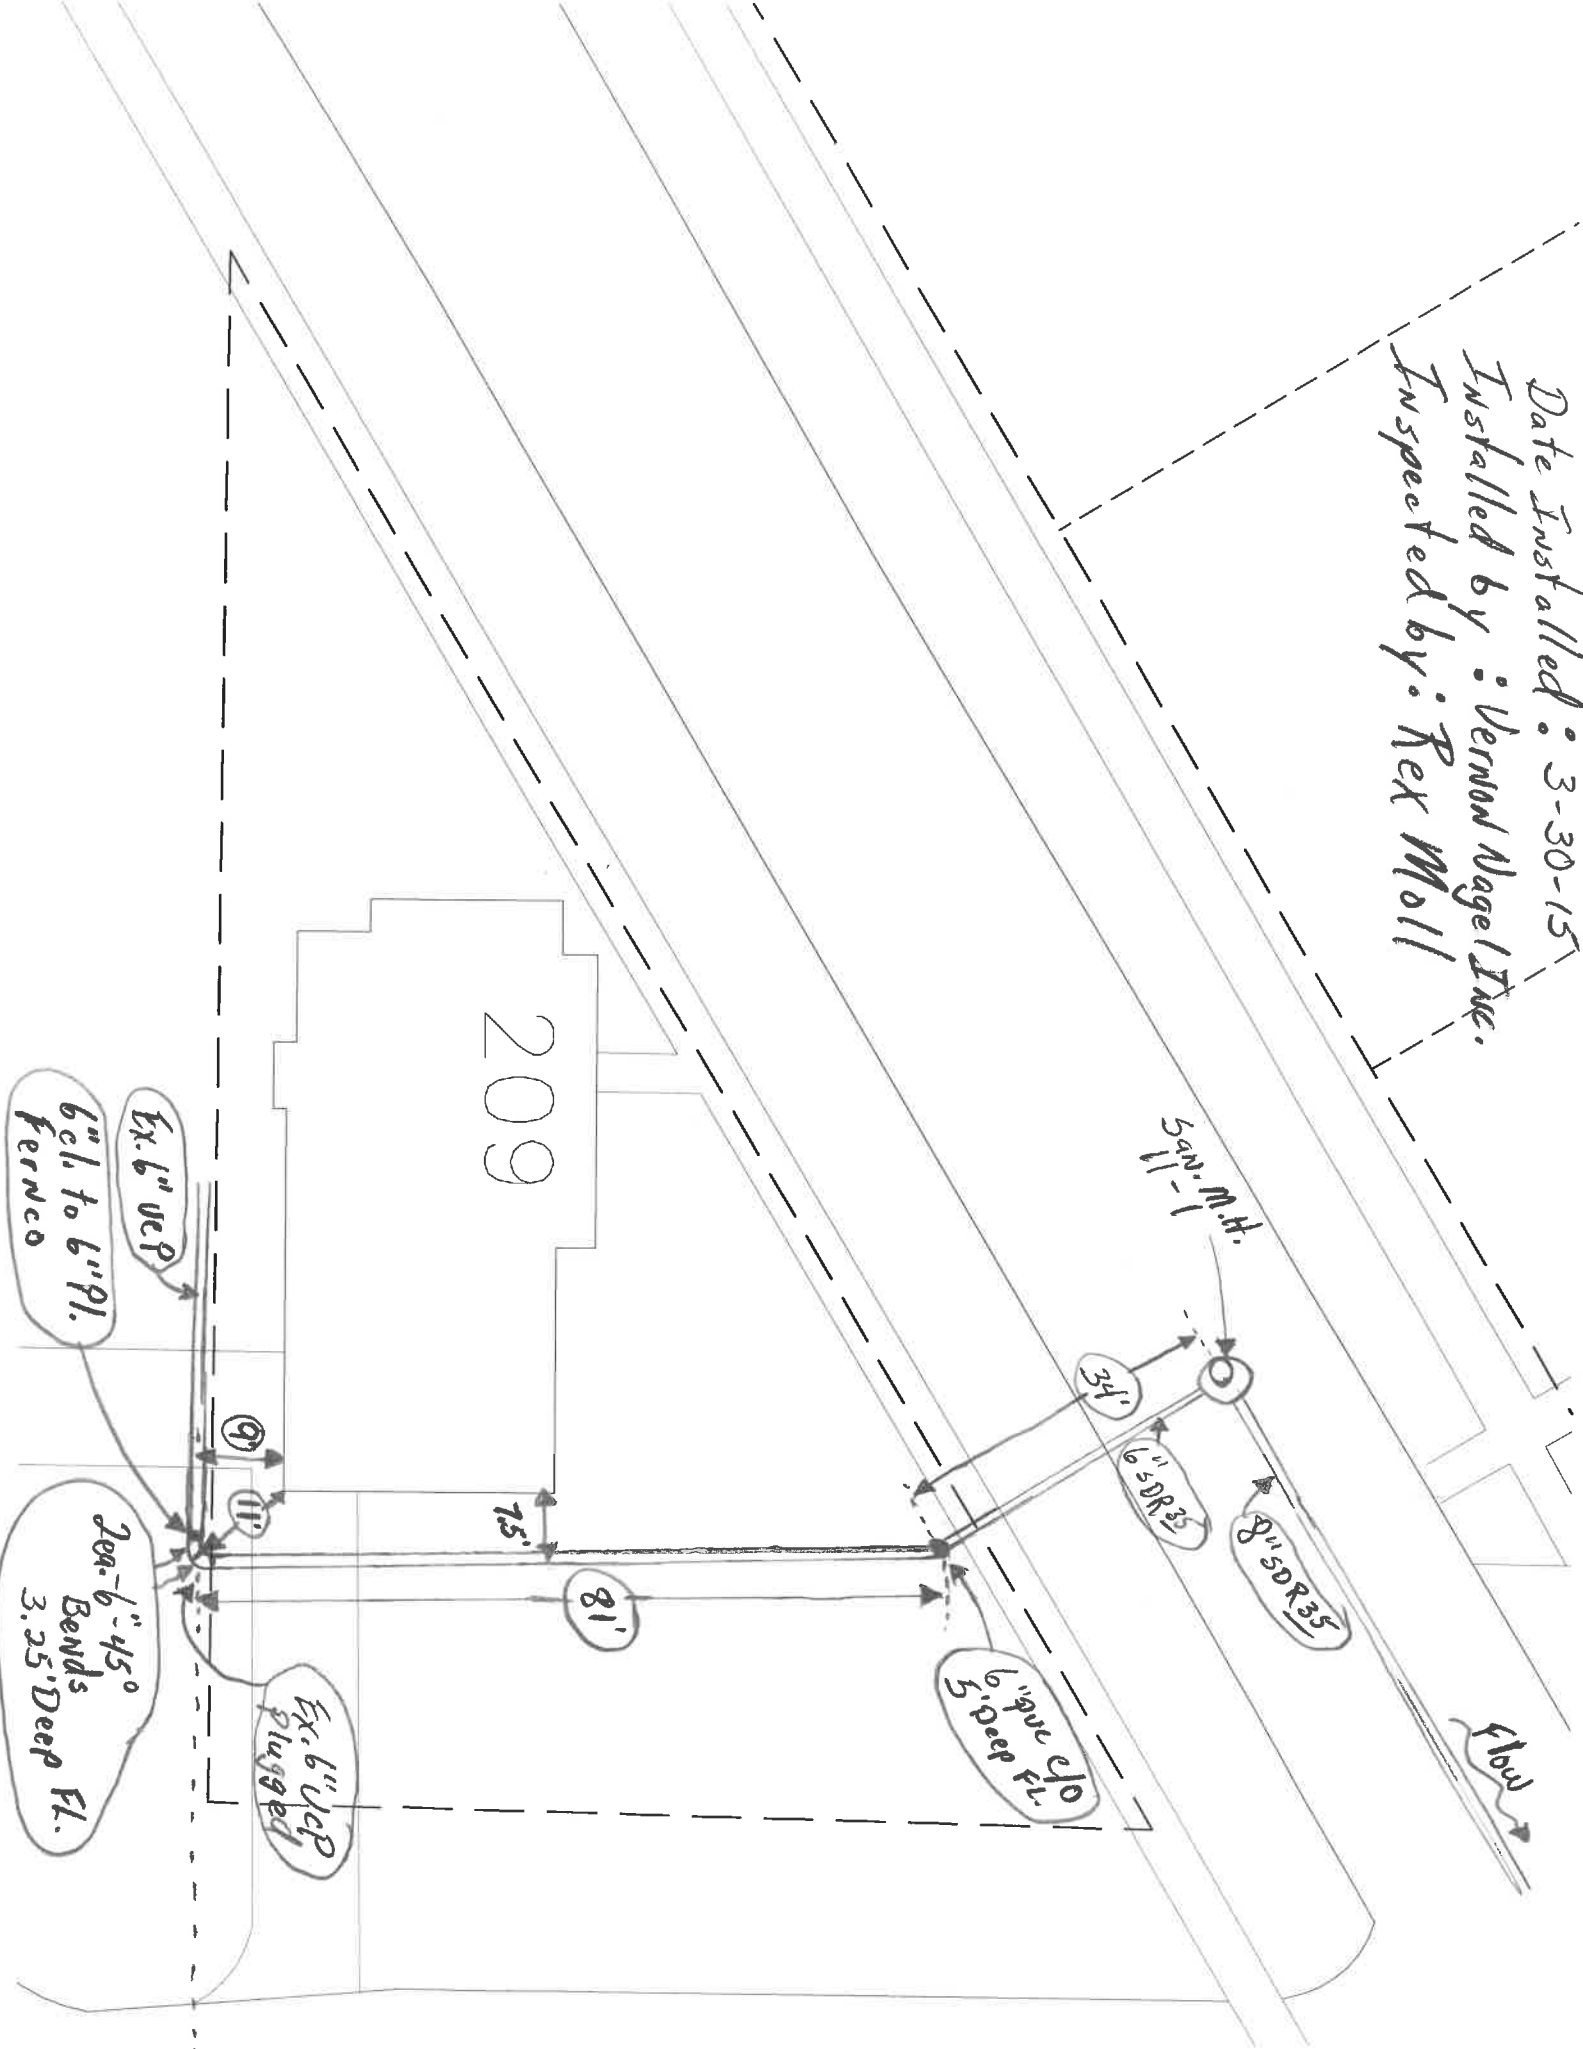 Date Installed : 3-30-15
Installed by : Vernon Nagel Inc.
Inspected by : Rex Moll
San. M.H.
11-1
34'
6" SDR35
8" SDR35
Flow
209
7.5'
81'
6" pvc c/o
5' Deep FL.
Ex. 6" VCP
6" cl. to 6" Pl.
Fernco
9'
11'
Ex. 6" VCP
Plugged
2ea.-6"-45°
Bends
3.25' Deep FL.